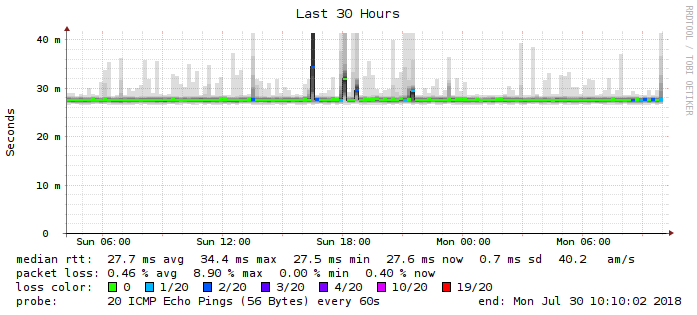 Last 30 Hours
RRDTOOL / TOBI OETIKER
Seconds
40 m
30 m
20 m
10 m
0
Sun 06:00 Sun 12:00 Sun 18:00 Mon 00:00 Mon 06:00
median rtt: 27.7 ms avg 34.4 ms max 27.5 ms min 27.6 ms now 0.7 ms sd 40.2 am/s
packet loss: 0.46 % avg 8.90 % max 0.00 % min 0.40 % now
loss color: 0 1/20 2/20 3/20 4/20 10/20 19/20
probe: 20 ICMP Echo Pings (56 Bytes) every 60s end: Mon Jul 30 10:10:02 2018